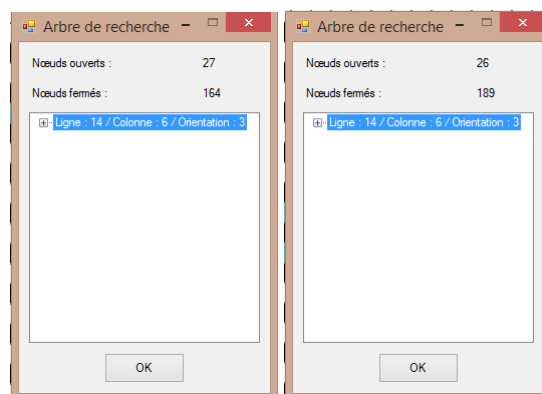 Arbre de recherche
Nœuds ouverts : 27
Nœuds fermés : 164
Ligne : 14 / Colonne : 6 / Orientation : 3
OK
Arbre de recherche
Nœuds ouverts : 26
Nœuds fermés : 189
Ligne : 14 / Colonne : 6 / Orientation : 3
OK